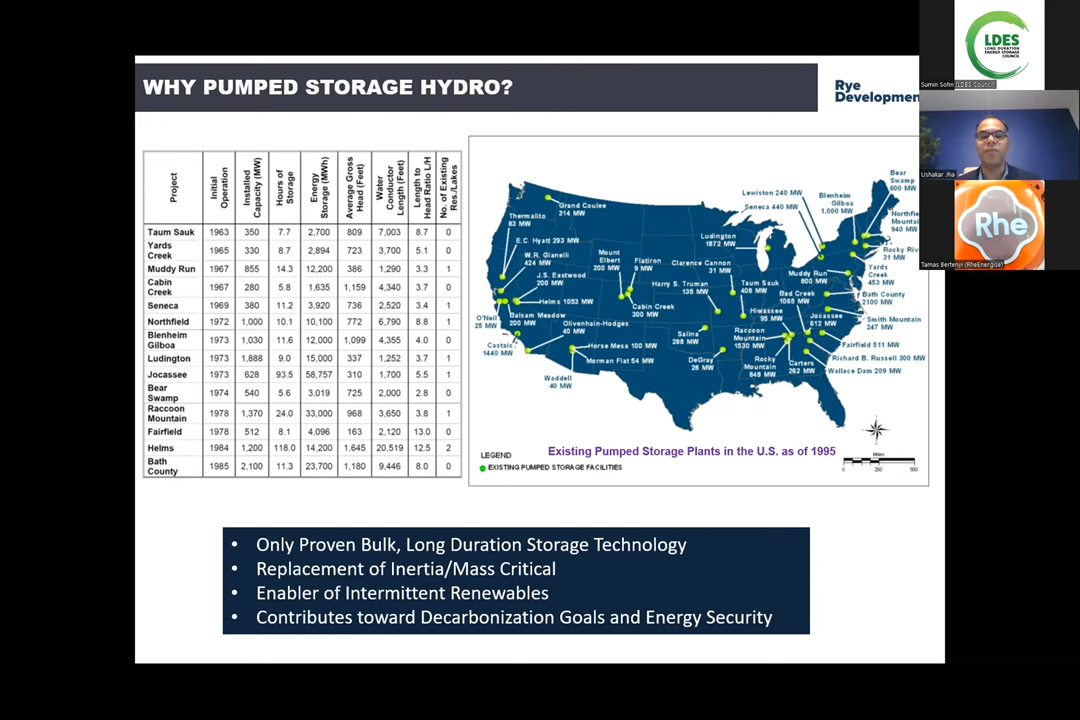 WHY PUMPED STORAGE HYDRO?
Rye
Development
Project
Initial Operation
Installed Capacity (MW)
Hours of Storage
Energy Storage (MWh)
Average Gross Head (Feet)
Water Conductor Length (Feet)
Length to Head Ratio L/H
No. of Existing Res./Lakes
Taum Sauk 1963 350 7.7 2,700 809 7,003 8.7 0
Yards Creek 1965 330 8.7 2,894 723 3,700 5.1 0
Muddy Run 1967 855 14.3 12,200 386 1,290 3.3 1
Cabin Creek 1967 280 5.8 1,635 1,159 4,340 3.7 0
Seneca 1969 380 11.2 3,920 736 2,520 3.4 1
Northfield 1972 1,000 10.1 10,100 772 6,790 8.8 1
Blenheim Gilboa 1973 1,030 11.6 12,000 1,099 4,355 4.0 0
Ludington 1973 1,888 9.0 15,000 337 1,252 3.7 1
Jocassee 1973 628 93.5 58,757 310 1,700 5.5 1
Bear Swamp 1974 540 5.6 3,019 725 2,000 2.8 0
Raccoon Mountain 1978 1,370 24.0 33,000 968 3,650 3.8 1
Fairfield 1978 512 8.1 4,096 163 2,120 13.0 0
Helms 1984 1,200 118.0 14,200 1,645 20,519 12.5 2
Bath County 1985 2,100 11.3 23,700 1,180 9,446 8.0 0
Grand Coulee
314 MW
Thermalito
83 MW
E.C. Hyatt 293 MW
W.R. Gianelli
424 MW
J.S. Eastwood
200 MW
Helms 1053 MW
O'Neil
25 MW
Balsam Meadow
200 MW
Castaic
1440 MW
Olivenhain-Hodges
40 MW
Horse Mesa 100 MW
Morman Flat 54 MW
Waddell
40 MW
Mount
Elbert
200 MW
Flatiron
9 MW
Cabin Creek
300 MW
Clarence Cannon
31 MW
Harry S. Truman
135 MW
Taum Sauk
408 MW
Salina
288 MW
DeGray
28 MW
Ludington
1872 MW
Lewiston 240 MW
Seneca 440 MW
Blenheim
Gilboa
1,000 MW
Bear
Swamp
600 MW
Northfield
Mountain
940 MW
Rocky River
31 MW
Yards
Creek
453 MW
Muddy Run
800 MW
Bath County
2100 MW
Bad Creek
1065 MW
Smith Mountain
247 MW
Jocassee
612 MW
Hiwassee
95 MW
Raccoon
Mountain
1530 MW
Fairfield 511 MW
Richard B. Russell 300 MW
Wallace Dam 209 MW
Rocky
Mountain
848 MW
Carters
262 MW
LEGEND
EXISTING PUMPED STORAGE FACILITIES
Existing Pumped Storage Plants in the U.S. as of 1995
Miles
0 250 500
• Only Proven Bulk, Long Duration Storage Technology
• Replacement of Inertia/Mass Critical
• Enabler of Intermittent Renewables
• Contributes toward Decarbonization Goals and Energy Security
LDES
LONG DURATION
ENERGY STORAGE
COUNCIL
Sumin Sohn (LDES Council)
Ushakar Jha
Rhe
Tamas Bertenyi (RheEnergise)